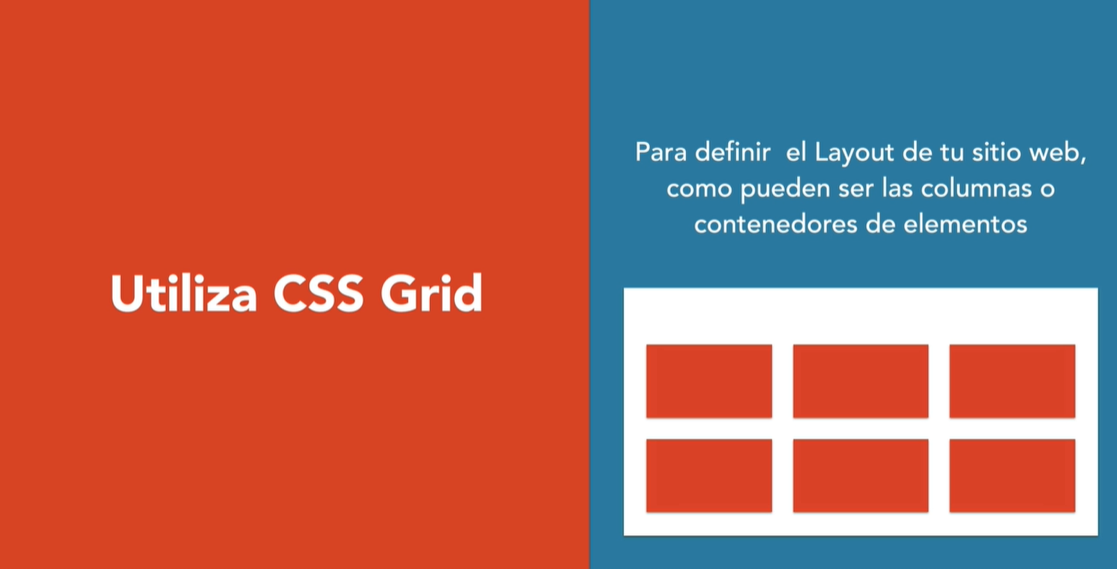 Utiliza CSS Grid
Para definir  el Layout de tu sitio web,
como pueden ser las columnas o
contenedores de elementos